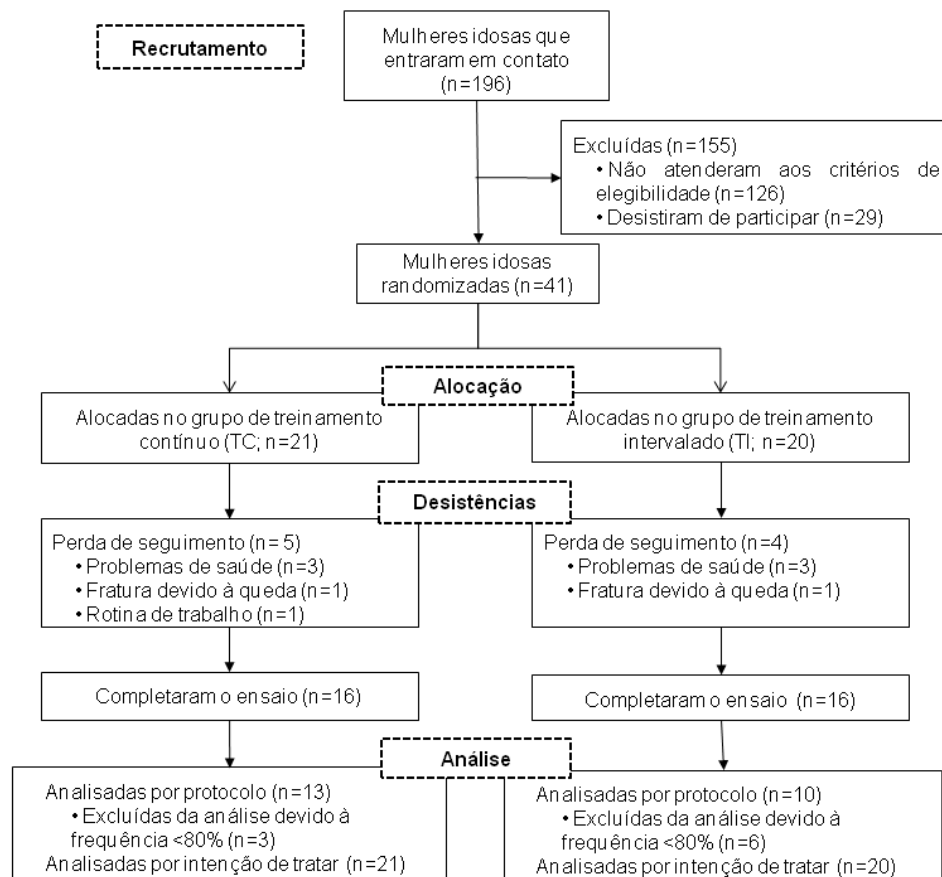 Recrutamento
Mulheres idosas que
entraram em contato
(n=196)
Excluídas (n=155)
• Não atenderam aos critérios de
elegibilidade (n=126)
• Desistiram de participar (n=29)
Mulheres idosas
randomizadas (n=41)
Alocação
Alocadas no grupo de treinamento
contínuo (TC; n=21)
Alocadas no grupo de treinamento
intervalado (TI; n=20)
Desistências
Perda de seguimento (n= 5)
• Problemas de saúde (n=3)
• Fratura devido à queda (n=1)
• Rotina de trabalho (n=1)
Perda de seguimento (n=4)
• Problemas de saúde (n=3)
• Fratura devido à queda (n=1)
Completaram o ensaio (n=16)
Completaram o ensaio (n=16)
Análise
Analisadas por protocolo (n=13)
• Excluídas da análise devido à
frequência <80% (n=3)
Analisadas por intenção de tratar (n=21)
Analisadas por protocolo (n=10)
• Excluídas da análise devido à
frequência <80% (n=6)
Analisadas por intenção de tratar (n=20)